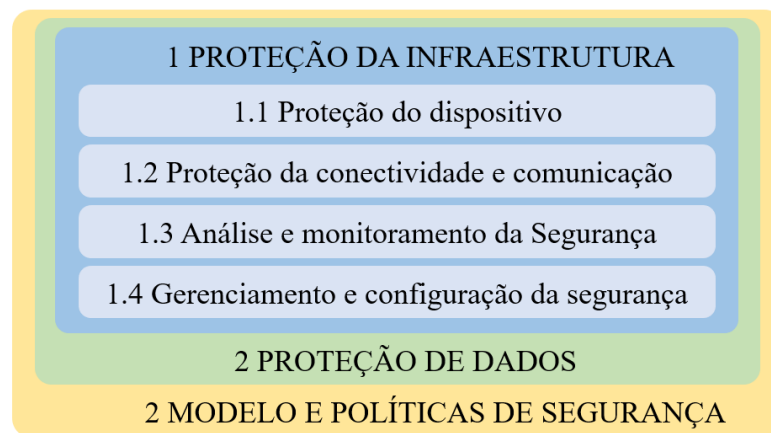 1 PROTEÇÃO DA INFRAESTRUTURA
1.1 Proteção do dispositivo
1.2 Proteção da conectividade e comunicação
1.3 Análise e monitoramento da Segurança
1.4 Gerenciamento e configuração da segurança
2 PROTEÇÃO DE DADOS
2 MODELO E POLÍTICAS DE SEGURANÇA